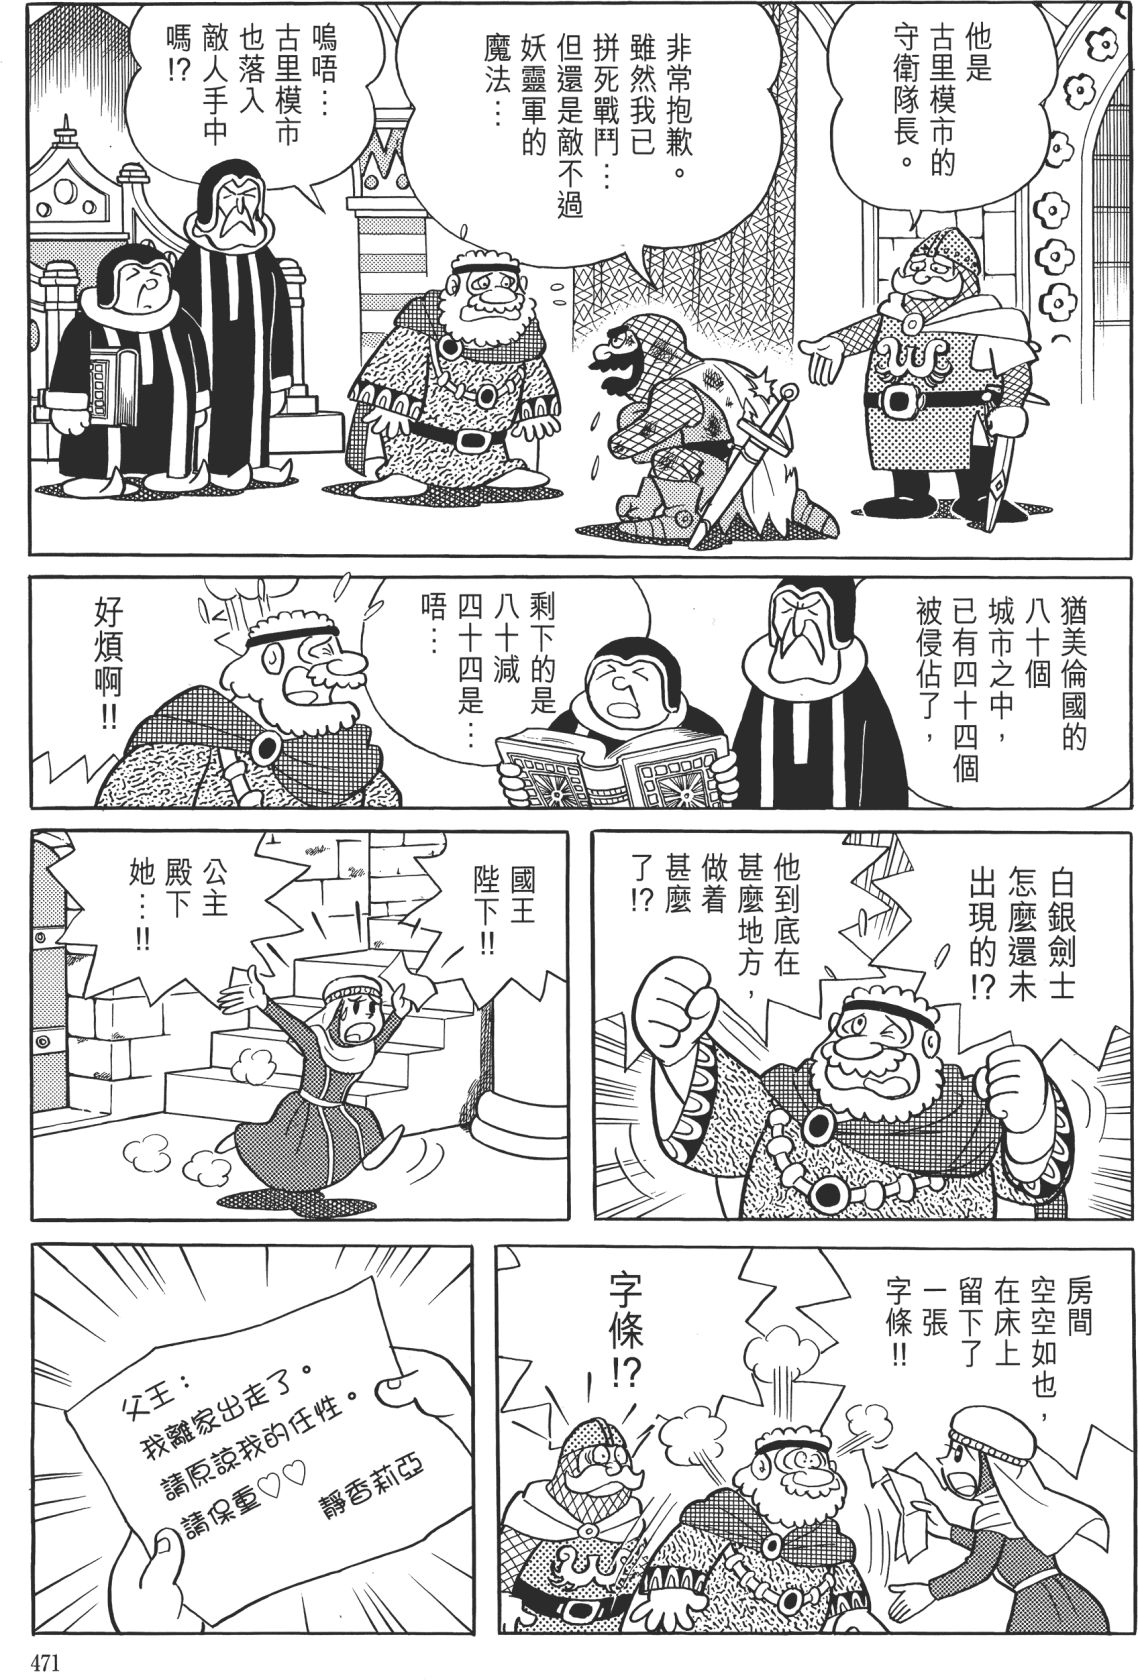 他是
古里模市的
守衛隊長。
非常抱歉。
雖然我已
拼死戰鬥…
但還是敵不過
妖靈軍的
魔法…
嗚唔…
古里模市
也落入
敵人手中
嗎!?
猶美倫國的
八十個
城市之中，
已有四十四個
被侵佔了，
剩下的是
八十減
四十四是…
唔…
好煩啊!!
白銀劍士
怎麼還未
出現的!?
他到底在
甚麼地方，
做着
甚麼
了!?
國王
陛下!!
公主
殿下
她…!!
房間
空空如也，
在床上
留下了
一張
字條!!
字條!?
父王：
我離家出走了。
請原諒我的任性。
請保重♡♡
靜香莉亞
471